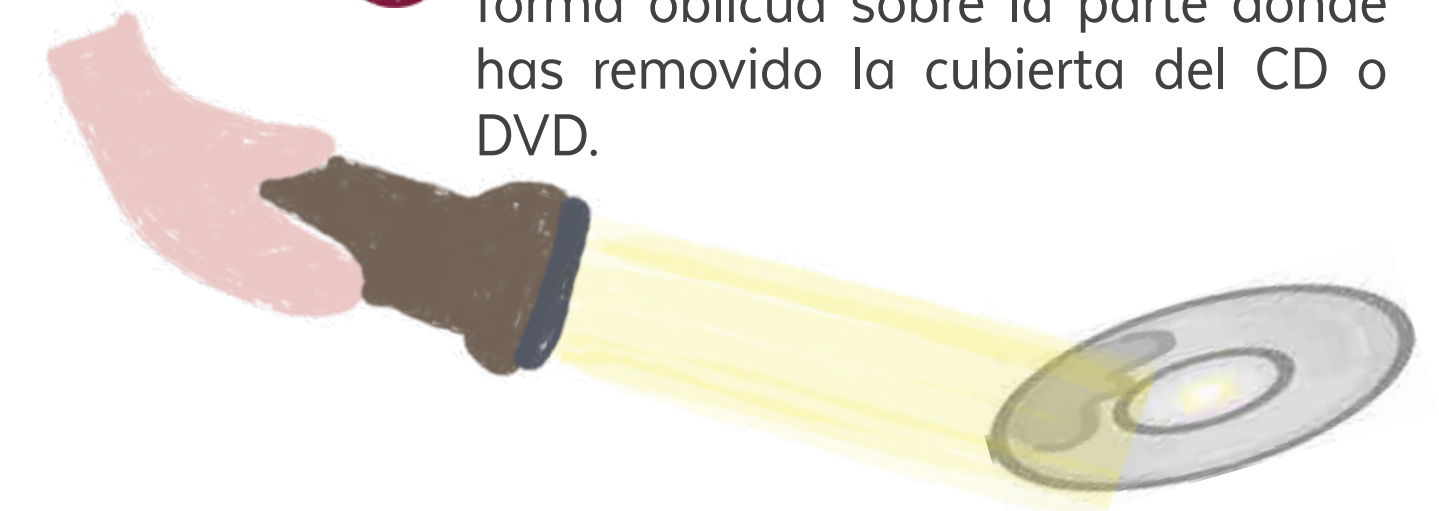 forma oblicua sobre la parte donde
has removido la cubierta del CD o
DVD.